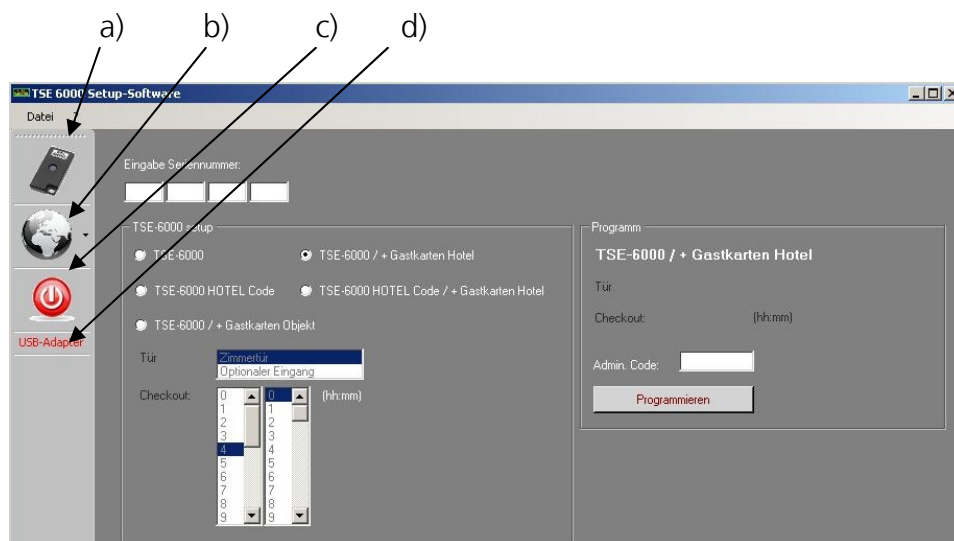 a) b) c) d)
TSE 6000 Setup-Software
Datei
Eingabe Seriennummer:
TSE-6000 setup
TSE-6000
TSE-6000 / + Gastkarten Hotel
TSE-6000 HOTEL Code
TSE-6000 HOTEL Code / + Gastkarten Hotel
TSE-6000 / + Gastkarten Objekt
Tür
Zimmertür
Optionaler Eingang
Checkout:
0 0 (hh:mm)
1 1
2 2
3 3
4 4
5 5
6 6
7 7
8 8
9 9
Programm
TSE-6000 / + Gastkarten Hotel
Tür
Checkout: (hh:mm)
Admin. Code:
Programmieren
USB-Adapter